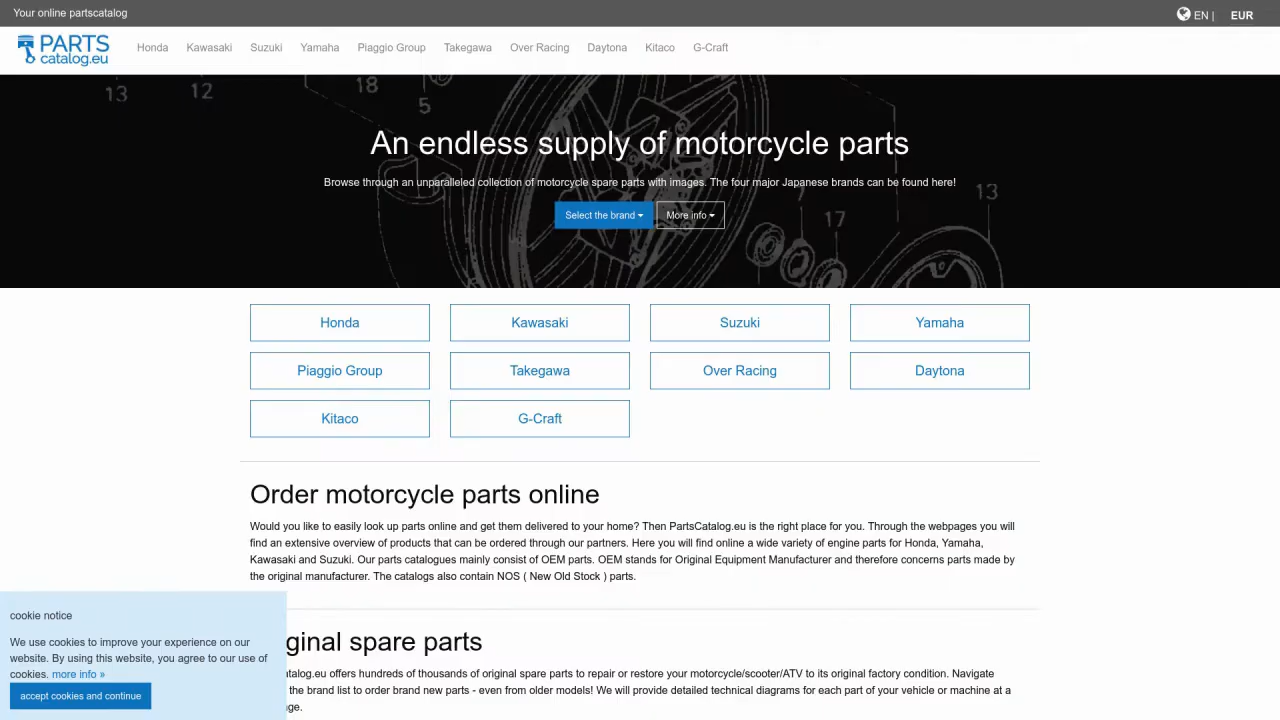 Your online partscatalog
EN | EUR
PARTS
catalog.eu
Honda Kawasaki Suzuki Yamaha Piaggio Group Takegawa Over Racing Daytona Kitaco G-Craft
13 12 18 5
An endless supply of motorcycle parts
Browse through an unparalleled collection of motorcycle spare parts with images. The four major Japanese brands can be found here!
13
17
7
Select the brand More info
Honda Kawasaki Suzuki Yamaha
Piaggio Group Takegawa Over Racing Daytona
Kitaco G-Craft
Order motorcycle parts online
Would you like to easily look up parts online and get them delivered to your home? Then PartsCatalog.eu is the right place for you. Through the webpages you will
find an extensive overview of products that can be ordered through our partners. Here you will find online a wide variety of engine parts for Honda, Yamaha,
Kawasaki and Suzuki. Our parts catalogues mainly consist of OEM parts. OEM stands for Original Equipment Manufacturer and therefore concerns parts made by
the original manufacturer. The catalogs also contain NOS ( New Old Stock ) parts.
ginal spare parts
atalog.eu offers hundreds of thousands of original spare parts to repair or restore your motorcycle/scooter/ATV to its original factory condition. Navigate
the brand list to order brand new parts - even from older models! We will provide detailed technical diagrams for each part of your vehicle or machine at a
ge.
cookie notice
We use cookies to improve your experience on our
website. By using this website, you agree to our use of
cookies. more info »
accept cookies and continue